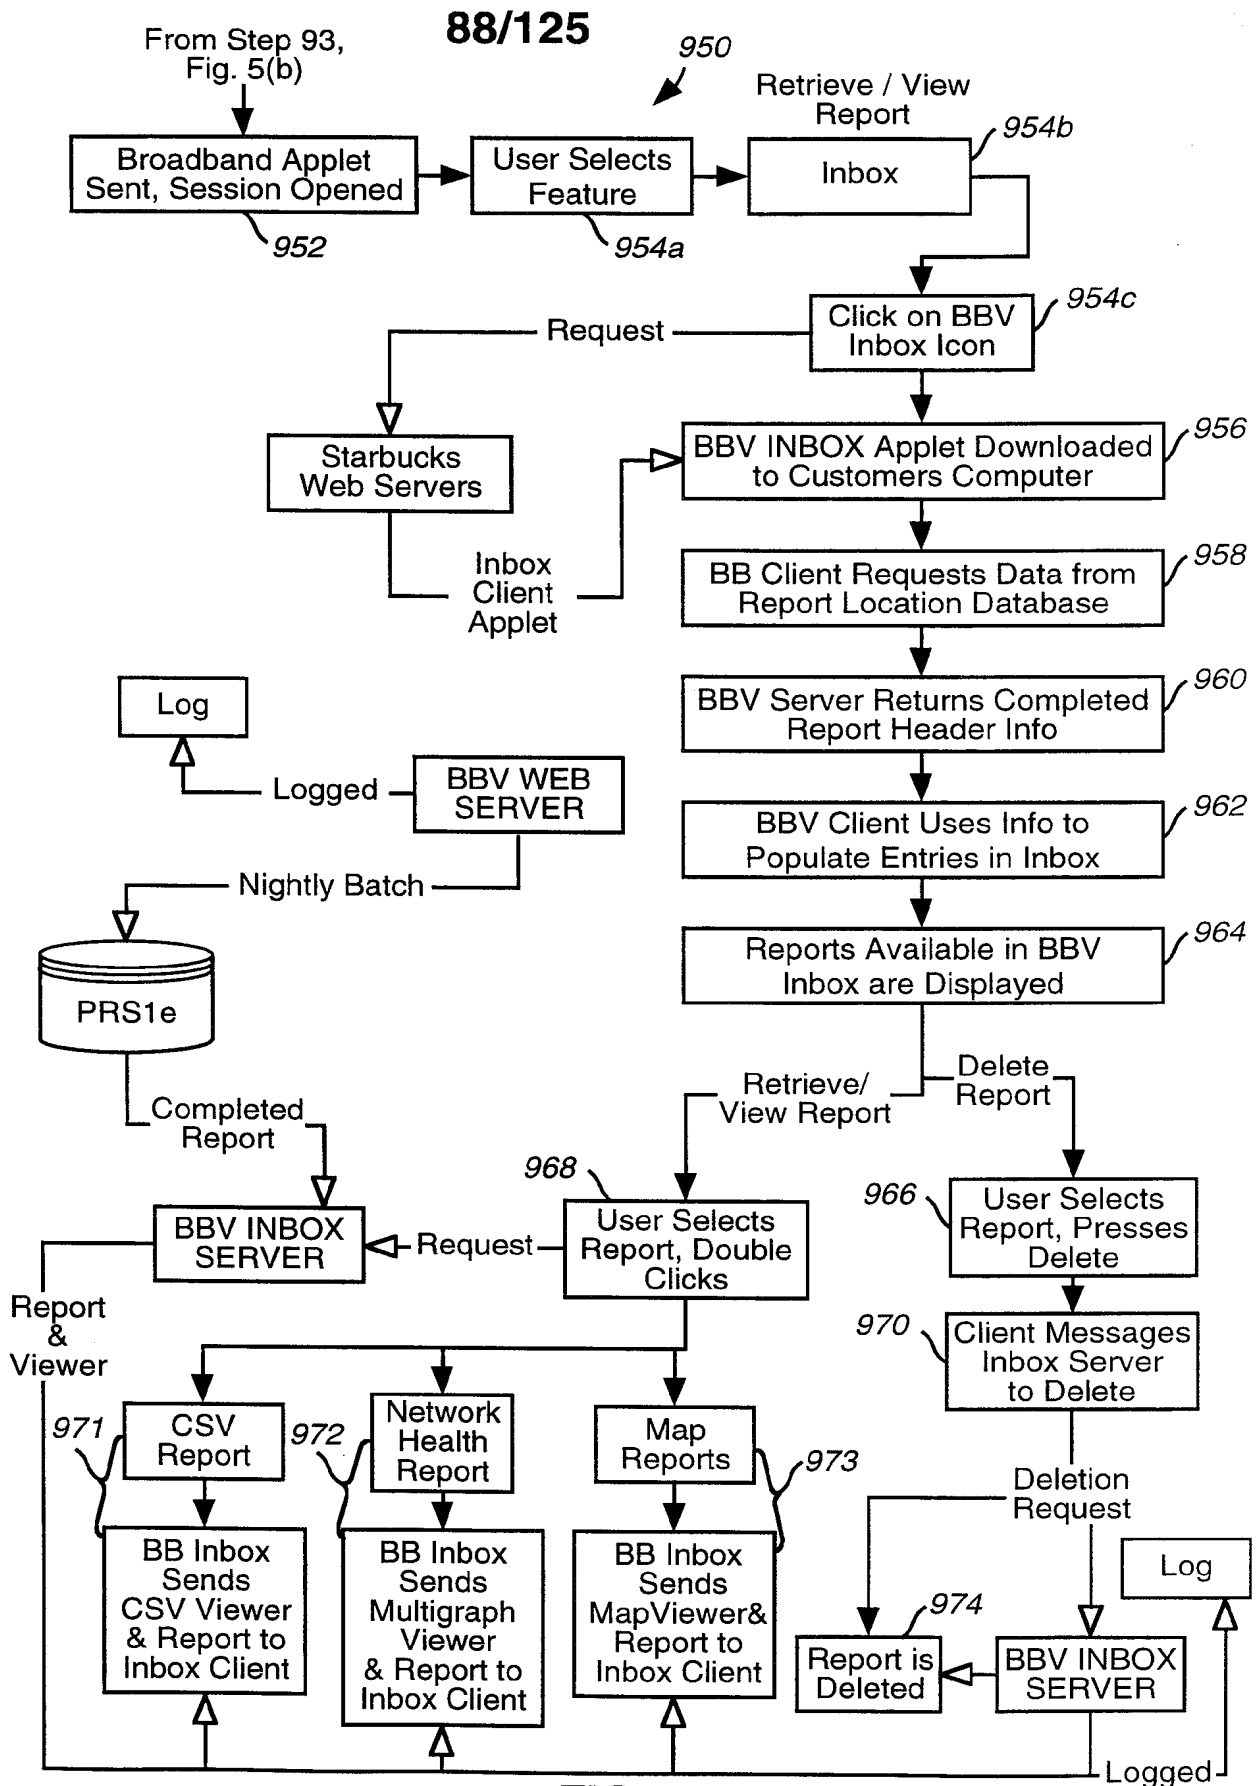 88/125
From Step 93,
Fig. 5(b)
950
Retrieve / View
Report
954b
Broadband Applet
Sent, Session Opened
952
User Selects
Feature
954a
Inbox
Click on BBV
Inbox Icon
954c
Request
Starbucks
Web Servers
BBV INBOX Applet Downloaded
to Customers Computer
956
Inbox
Client
Applet
BB Client Requests Data from
Report Location Database
958
BBV Server Returns Completed
Report Header Info
960
Log
Logged
BBV WEB
SERVER
BBV Client Uses Info to
Populate Entries in Inbox
962
Nightly Batch
Reports Available in BBV
Inbox are Displayed
964
PRS1e
Retrieve/
View Report
Delete
Report
Completed
Report
968
966
BBV INBOX
SERVER
Request
User Selects
Report, Double
Clicks
User Selects
Report, Presses
Delete
Report
&
Viewer
970
Client Messages
Inbox Server
to Delete
971
CSV
Report
972
Network
Health
Report
Map
Reports
973
Deletion
Request
BB Inbox
Sends
CSV Viewer
& Report to
Inbox Client
BB Inbox
Sends
Multigraph
Viewer
& Report to
Inbox Client
BB Inbox
Sends
MapViewer&
Report to
Inbox Client
974
Report is
Deleted
BBV INBOX
SERVER
Log
Logged